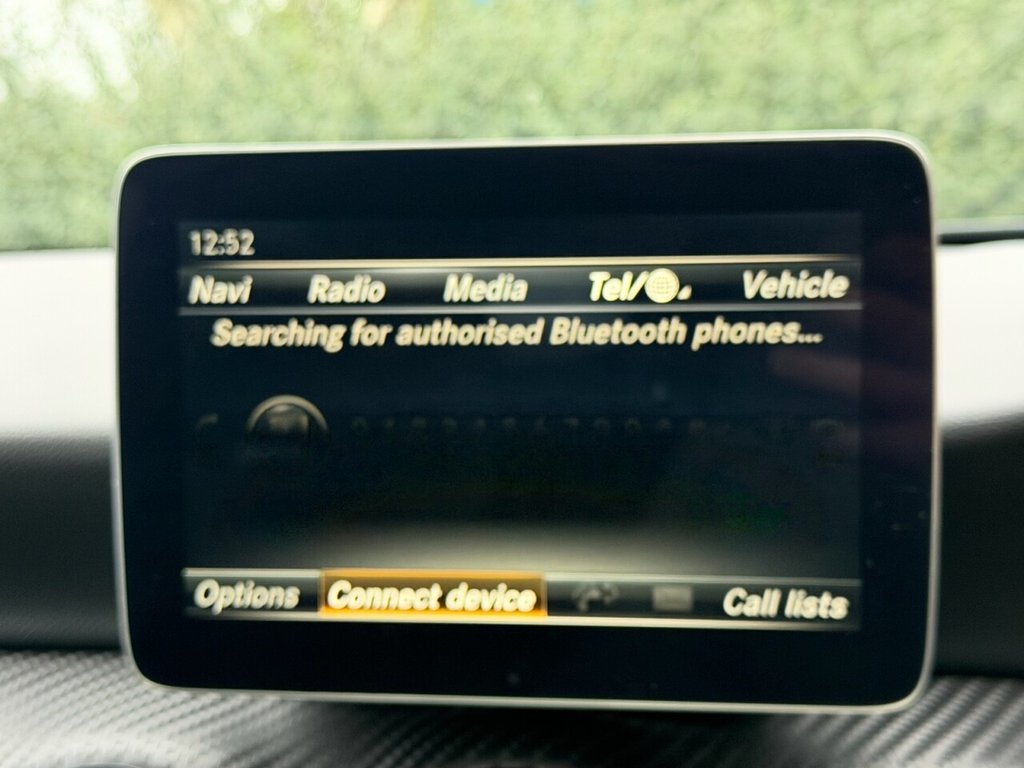 12:52
Navi Radio Media Tel/ Vehicle
Searching for authorised Bluetooth phones...
Options Connect device Call lists